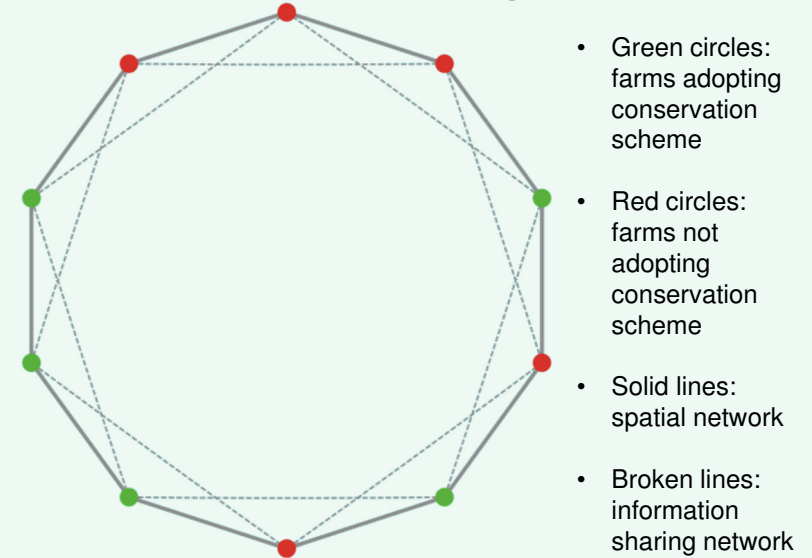 • Green circles:
farms adopting
conservation
scheme
• Red circles:
farms not
adopting
conservation
scheme
• Solid lines:
spatial network
• Broken lines:
information
sharing network